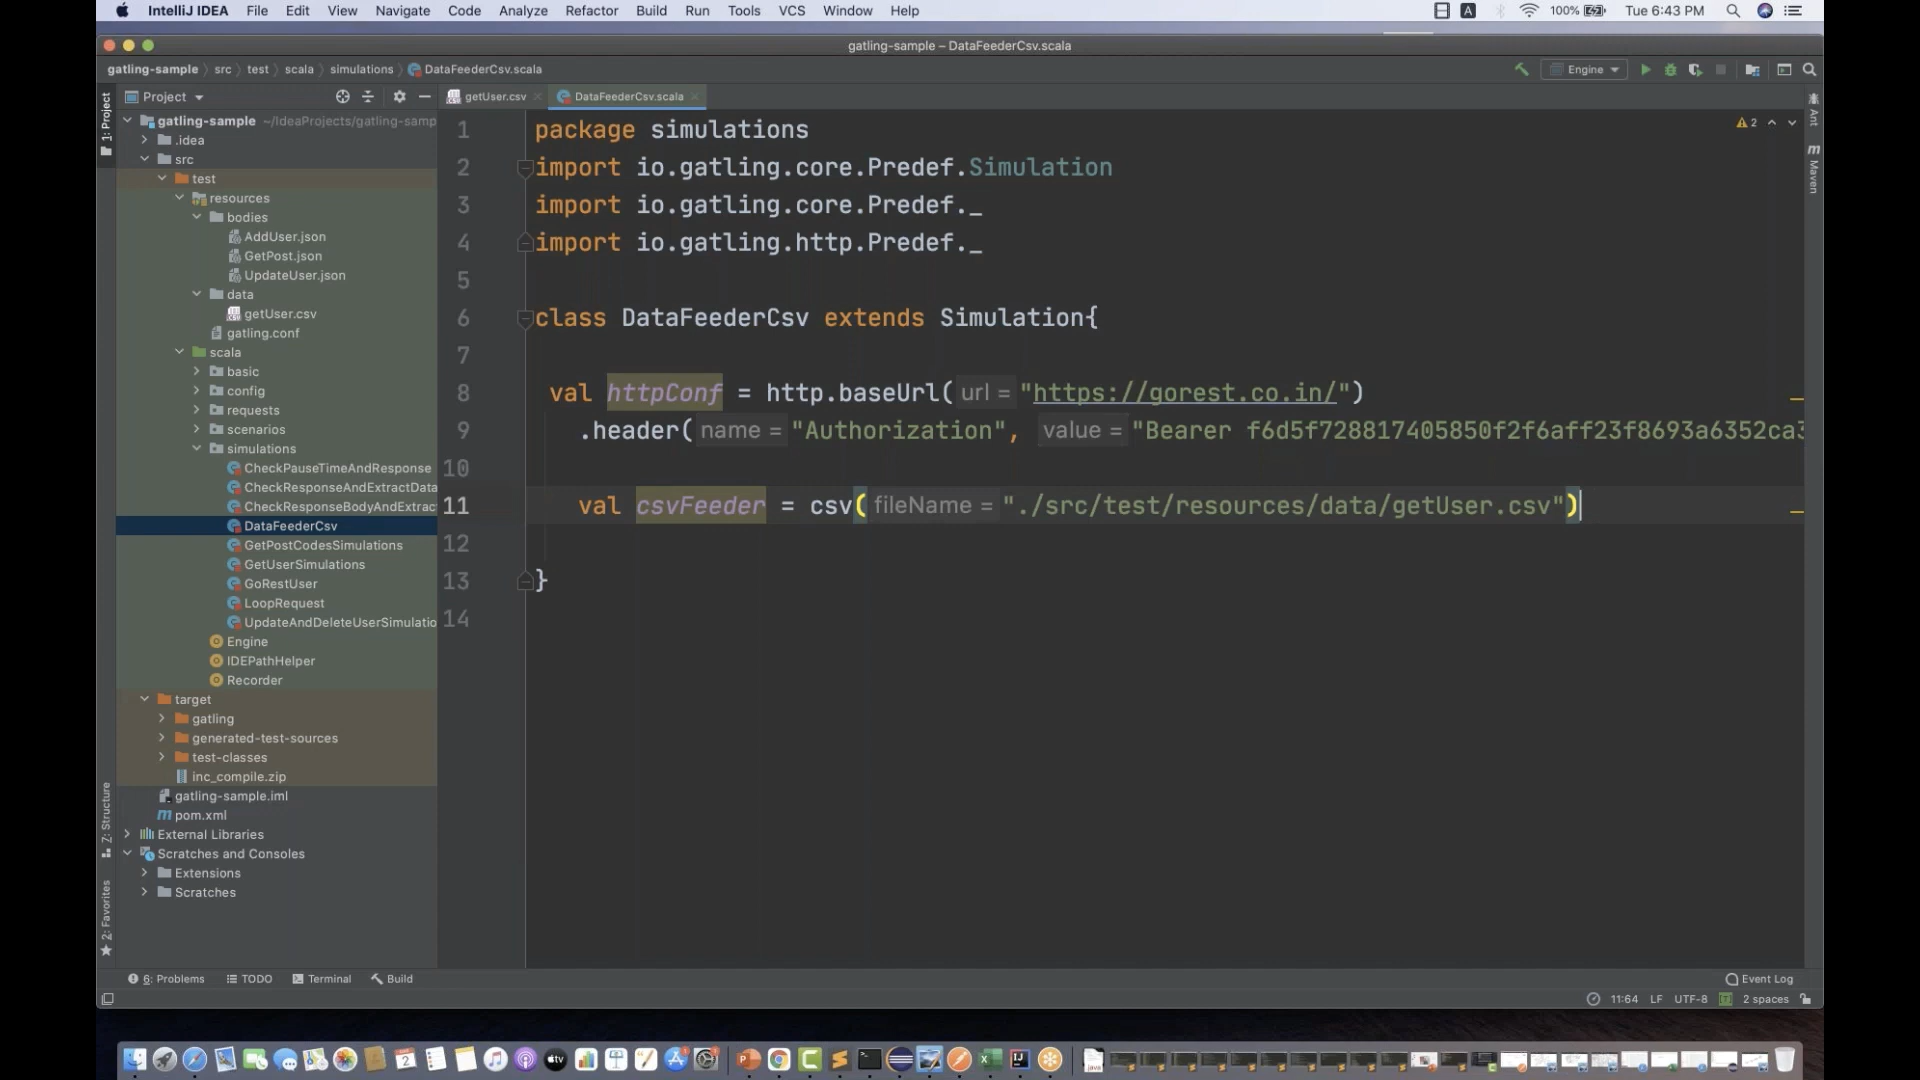 IntelliJ IDEA File Edit View Navigate Code Analyze Refactor Build Run Tools VCS Window Help A 100% Tue 6:43 PM
gatling-sample – DataFeederCsv.scala
gatling-sample src test scala simulations DataFeederCsv.scala Engine
Project getUser.csv DataFeederCsv.scala
1: Project
gatling-sample ~/IdeaProjects/gatling-samp
.idea
src
test
resources
bodies
AddUser.json
GetPost.json
UpdateUser.json
data
getUser.csv
gatling.conf
scala
basic
config
requests
scenarios
simulations
CheckPauseTimeAndResponse
CheckResponseAndExtractData
CheckResponseBodyAndExtrac
DataFeederCsv
GetPostCodesSimulations
GetUserSimulations
GoRestUser
LoopRequest
UpdateAndDeleteUserSimulatio
Engine
IDEPathHelper
Recorder
target
gatling
generated-test-sources
test-classes
inc_compile.zip
gatling-sample.iml
pom.xml
External Libraries
Scratches and Consoles
Extensions
Scratches
Z: Structure
2: Favorites
1 package simulations
2 import io.gatling.core.Predef.Simulation
3 import io.gatling.core.Predef._
4 import io.gatling.http.Predef._
5
6 class DataFeederCsv extends Simulation{
7
8 val httpConf = http.baseUrl( url = "https://gorest.co.in/")
9 .header( name = "Authorization", value = "Bearer f6d5f728817405850f2f6aff23f8693a6352ca3
10
11 val csvFeeder = csv( fileName = "./src/test/resources/data/getUser.csv")
12
13 }
14
2
Ant
m Maven
6: Problems TODO Terminal Build Event Log
11:64 LF UTF-8 2 spaces